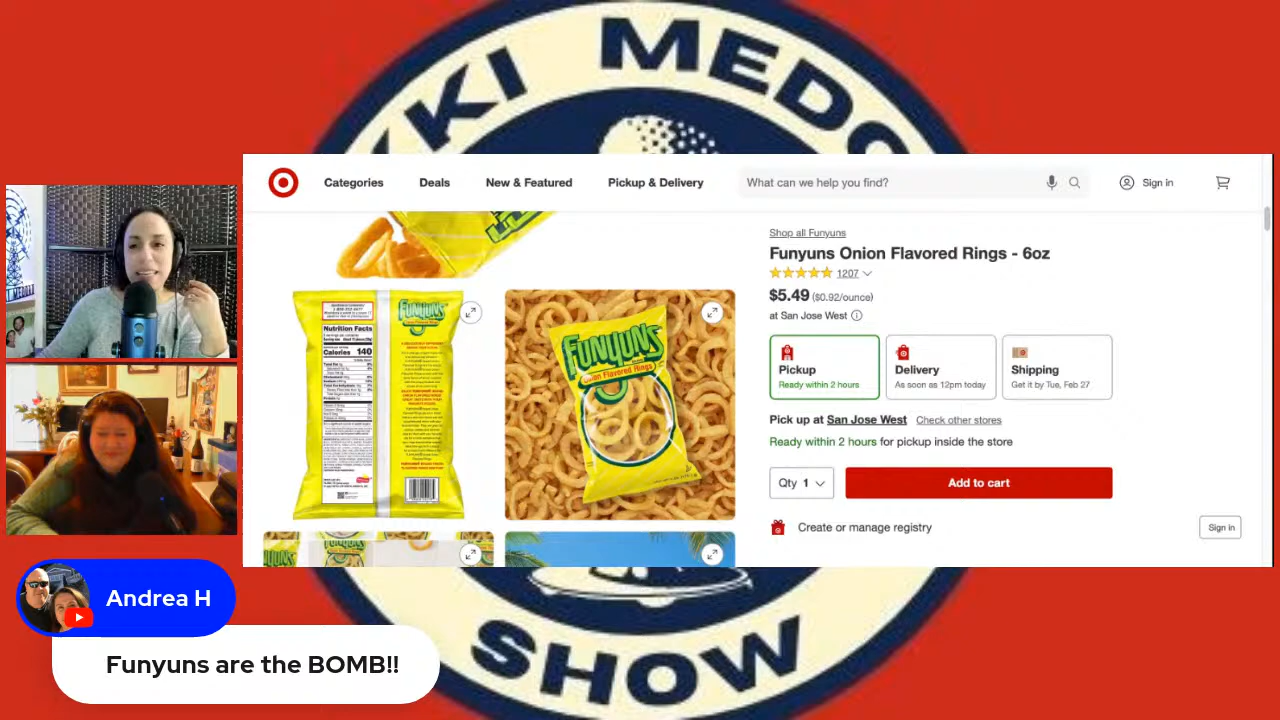 KKI MEDO
Categories
Deals
New & Featured
Pickup & Delivery
What can we help you find?
Sign in
Shop all Funyuns
Funyuns Onion Flavored Rings - 6oz
1207
$5.49 ($0.92/ounce)
at San Jose West
Pickup
Ready within 2 hours
Delivery
As soon as 12pm today
Shipping
Get it by Tue, Feb 27
Pick up at San Jose West
Check other stores
Ready within 2 hours for pickup inside the store
Qty 1
Add to cart
Create or manage registry
Sign in
FUNYUNS
Nutrition Facts
Calories 140
FUNYUNS
Onion Flavored Rings
Andrea H
Funyuns are the BOMB!!
SHOW